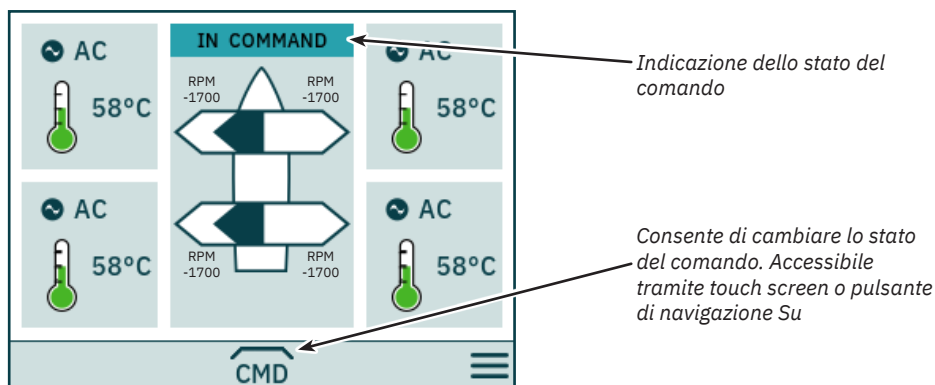 AC
58°C
AC
58°C
IN COMMAND
RPM
-1700
RPM
-1700
RPM
-1700
RPM
-1700
AC
58°C
AC
58°C
CMD
Indicazione dello stato del
comando
Consente di cambiare lo stato
del comando. Accessibile
tramite touch screen o pulsante
di navigazione Su